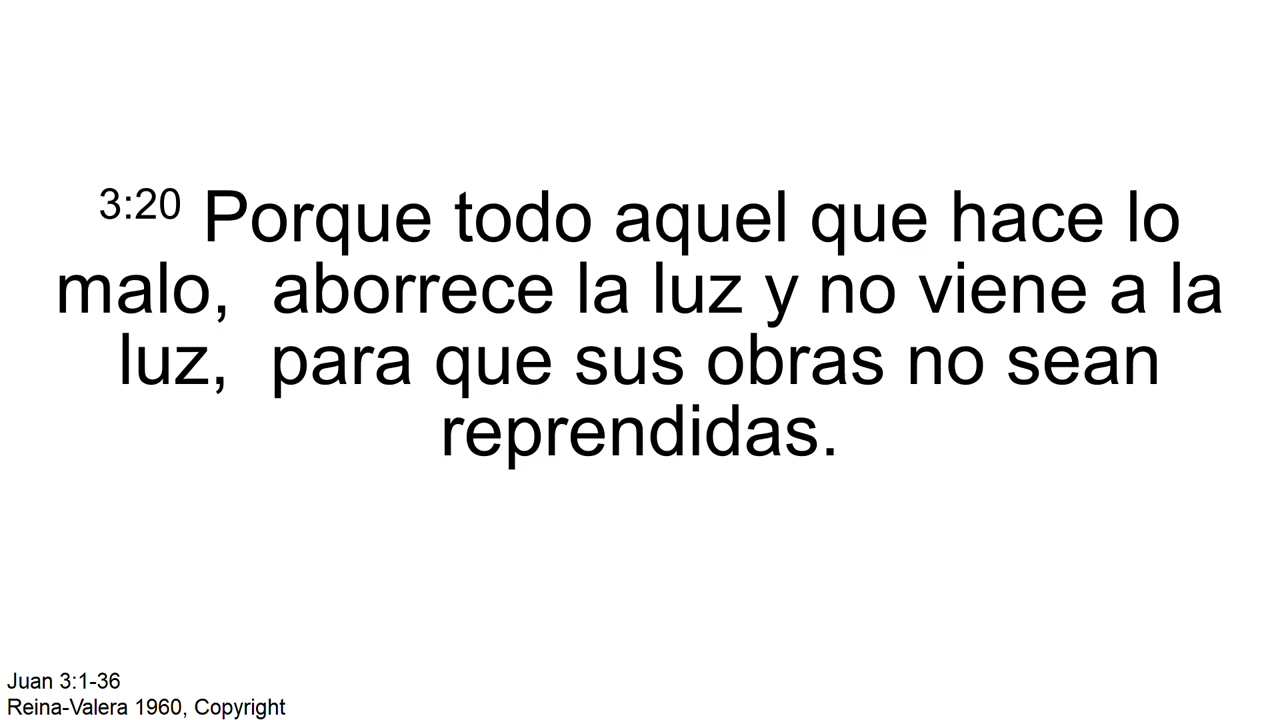 3:20 Porque todo aquel que hace lo
malo,  aborrece la luz y no viene a la
luz,  para que sus obras no sean
reprendidas.
Juan 3:1-36
Reina-Valera 1960, Copyright